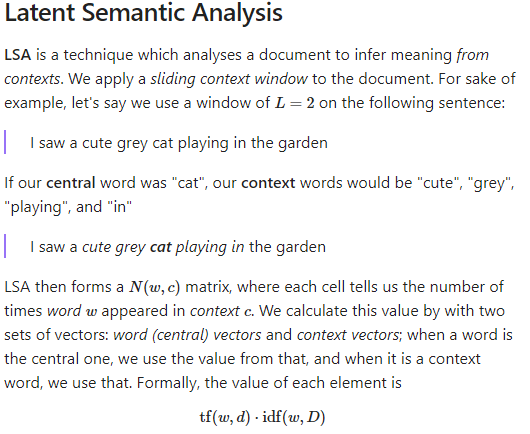 Latent Semantic Analysis
LSA is a technique which analyses a document to infer meaning from
contexts. We apply a sliding context window to the document. For sake of
example, let's say we use a window of L = 2 on the following sentence:
I saw a cute grey cat playing in the garden
If our central word was "cat", our context words would be "cute", "grey",
"playing", and "in"
I saw a cute grey cat playing in the garden
LSA then forms a N(w, c) matrix, where each cell tells us the number of
times word w appeared in context c. We calculate this value by with two
sets of vectors: word (central) vectors and context vectors; when a word is
the central one, we use the value from that, and when it is a context
word, we use that. Formally, the value of each element is
tf(w, d) · idf(w, D)